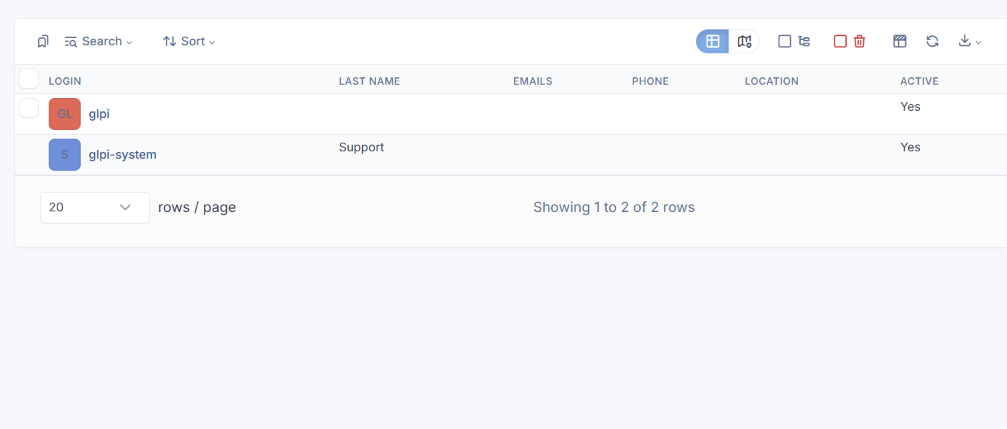 Search Sort
LOGIN LAST NAME EMAILS PHONE LOCATION ACTIVE
GL glpi Yes
S glpi-system Support Yes
20 rows / page Showing 1 to 2 of 2 rows